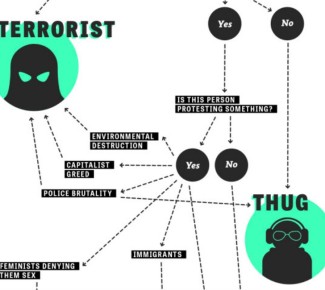 TERRORIST
Yes
No
IS THIS PERSON
PROTESTING SOMETHING?
ENVIRONMENTAL
DESTRUCTION
CAPITALIST
GREED
Yes
No
POLICE BRUTALITY
THUG
IMMIGRANTS
FEMINISTS DENYING
THEM SEX